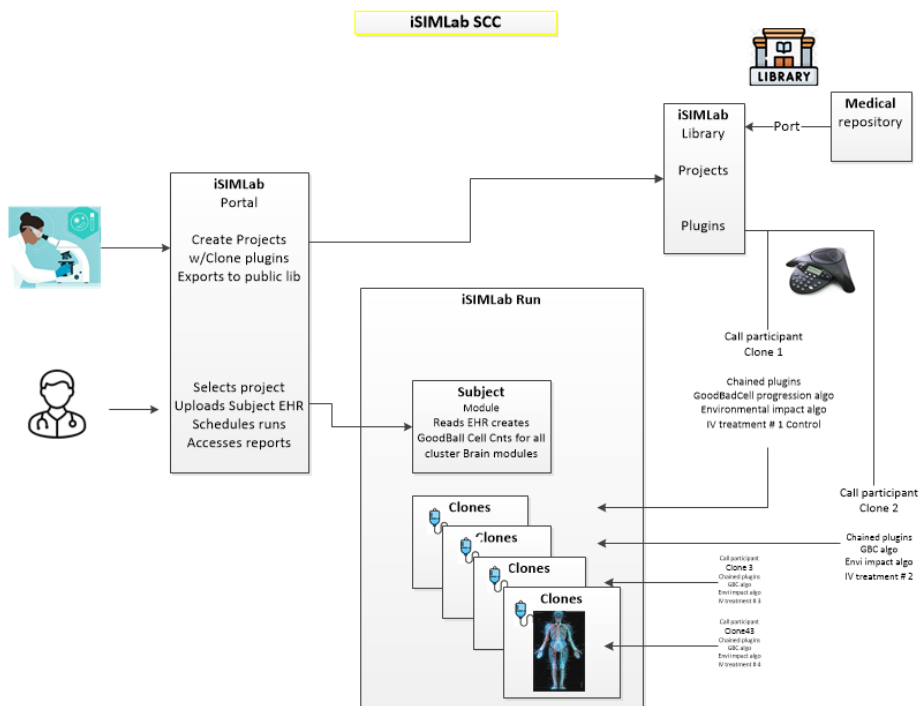 iSIMLab SCC
LIBRARY
iSIMLab
Library
Projects
Plugins
Port
Medical
repository
iSIMLab
Portal
Create Projects
w/Clone plugins
Exports to public lib
Selects project
Uploads Subject EHR
Schedules runs
Accesses reports
iSIMLab Run
Subject
Module
Reads EHR creates
GoodBall Cell Cnts for all
cluster Brain modules
Clones
Clones
Clones
Clones
Call participant
Clone 1
Chained plugins
GoodBadCell progression algo
Environmental impact algo
IV treatment # 1 Control
Call participant
Clone 2
Chained plugins
GBC algo
Envi impact algo
IV treatment # 2
Call participant
Clone 3
Chained plugins
GBC algo
Envi impact algo
IV treatment # 3
Call participant
Clone43
Chained plugins
GBC algo
Envi impact algo
IV treatment # 4